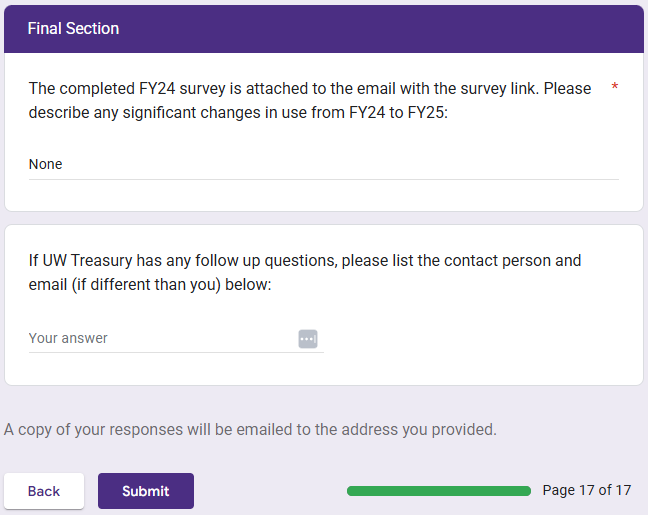 Final Section
The completed FY24 survey is attached to the email with the survey link. Please *
describe any significant changes in use from FY24 to FY25:
None
If UW Treasury has any follow up questions, please list the contact person and
email (if different than you) below:
Your answer
A copy of your responses will be emailed to the address you provided.
Back Submit Page 17 of 17